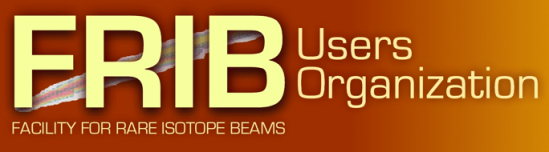 FRIB
Users
Organization
FACILITY FOR RARE ISOTOPE BEAMS